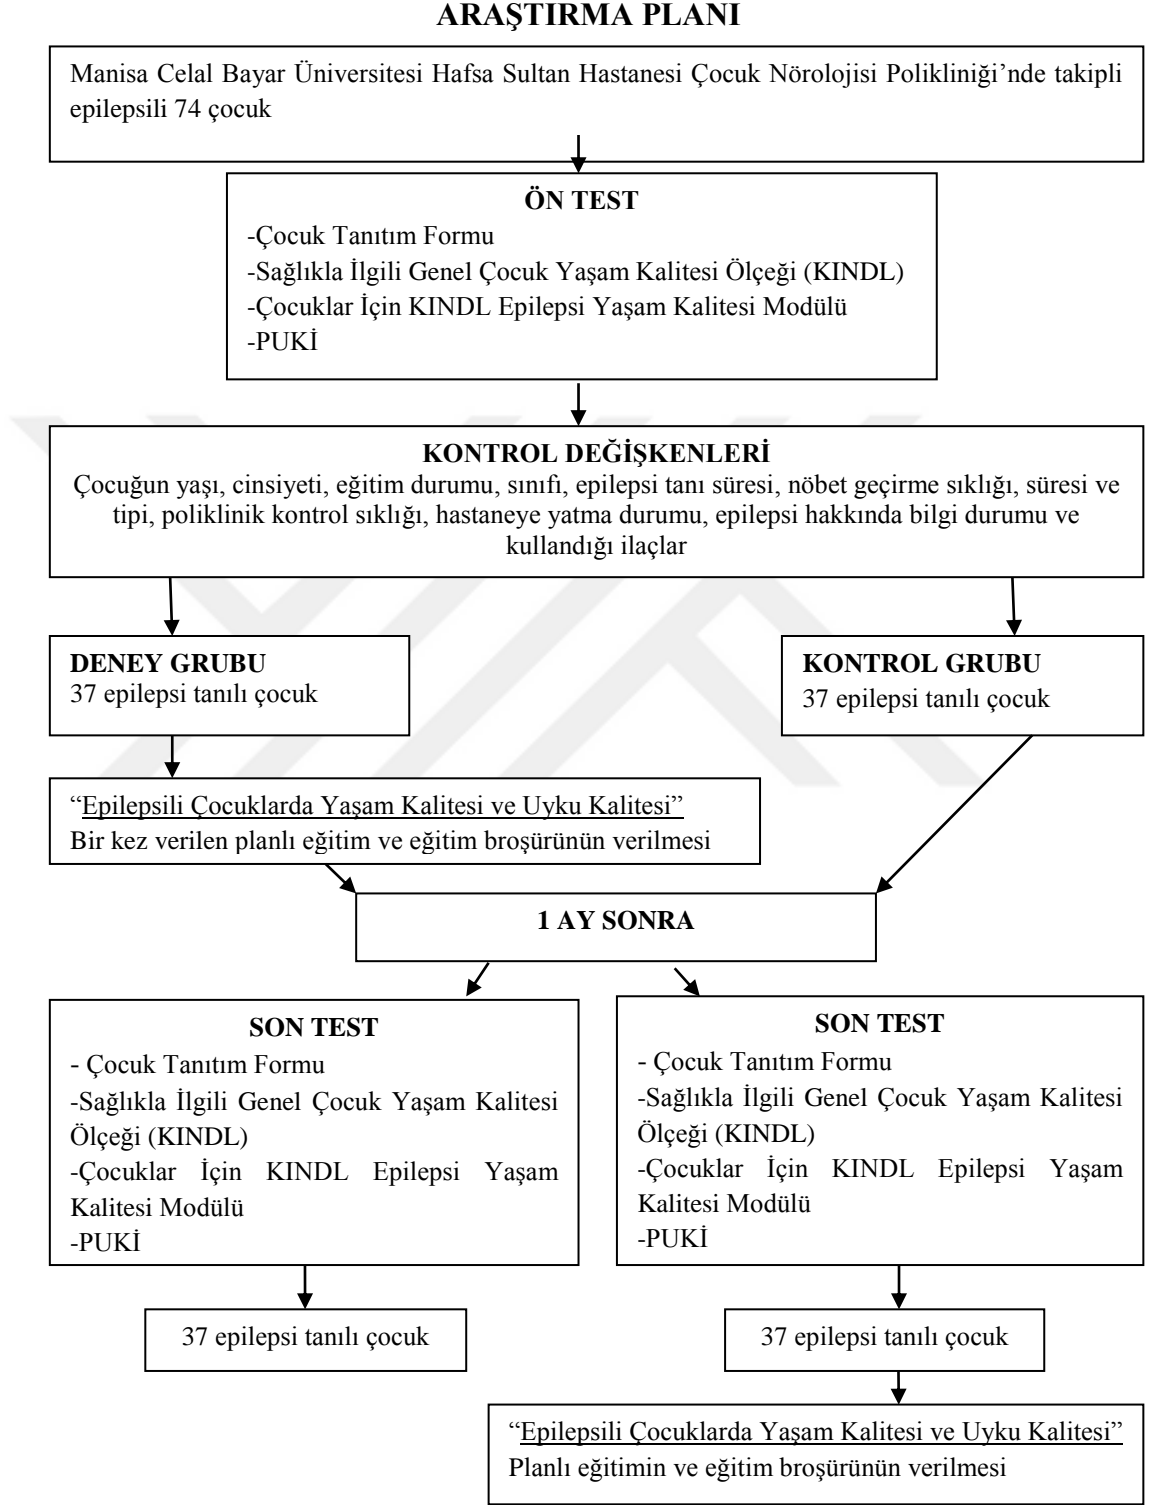 ARAŞTIRMA PLANI
Manisa Celal Bayar Üniversitesi Hafsa Sultan Hastanesi Çocuk Nörolojisi Polikliniği’nde takipli
epilepsili 74 çocuk
ÖN TEST
-Çocuk Tanıtım Formu
-Sağlıkla İlgili Genel Çocuk Yaşam Kalitesi Ölçeği (KINDL)
-Çocuklar İçin KINDL Epilepsi Yaşam Kalitesi Modülü
-PUKİ
KONTROL DEĞİŞKENLERİ
Çocuğun yaşı, cinsiyeti, eğitim durumu, sınıfı, epilepsi tanı süresi, nöbet geçirme sıklığı, süresi ve
tipi, poliklinik kontrol sıklığı, hastaneye yatma durumu, epilepsi hakkında bilgi durumu ve
kullandığı ilaçlar
DENEY GRUBU
37 epilepsi tanılı çocuk
KONTROL GRUBU
37 epilepsi tanılı çocuk
“Epilepsili Çocuklarda Yaşam Kalitesi ve Uyku Kalitesi”
Bir kez verilen planlı eğitim ve eğitim broşürünün verilmesi
1 AY SONRA
SON TEST
- Çocuk Tanıtım Formu
-Sağlıkla İlgili Genel Çocuk Yaşam Kalitesi
Ölçeği (KINDL)
-Çocuklar İçin KINDL Epilepsi Yaşam
Kalitesi Modülü
-PUKİ
SON TEST
- Çocuk Tanıtım Formu
-Sağlıkla İlgili Genel Çocuk Yaşam Kalitesi
Ölçeği (KINDL)
-Çocuklar İçin KINDL Epilepsi Yaşam
Kalitesi Modülü
-PUKİ
37 epilepsi tanılı çocuk
37 epilepsi tanılı çocuk
“Epilepsili Çocuklarda Yaşam Kalitesi ve Uyku Kalitesi”
Planlı eğitimin ve eğitim broşürünün verilmesi